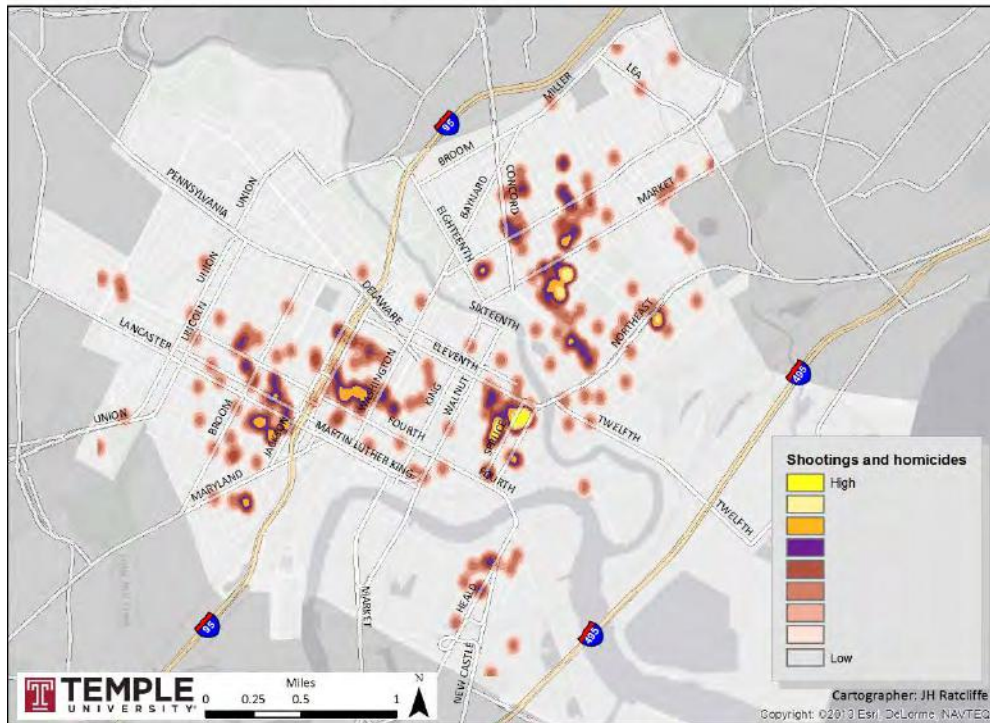 95
MILLER
LEA
BROOM
PENNSYLVANIA
UNION
BAYNARD
CONCORD
MARKET
EIGHTEENTH
UNION
DELAWARE
SIXTEENTH
LINCOLN
LANCASTER
ELEVENTH
NORTHEAST
495
WASHINGTON
KING
WALNUT
UNION
BROOM
JACKSON
FOURTH
SPRUCE
TWELFTH
MARTIN LUTHER KING
MARYLAND
FOURTH
TWELFTH
Shootings and homicides
High
Low
HEALD
MARKET
95
495
NEW CASTLE
T TEMPLE
UNIVERSITY
Miles
0 0.25 0.5 1
N
Cartographer: JH Ratcliffe
Copyright: ©2013 Esri, DeLorme, NAVTEQ